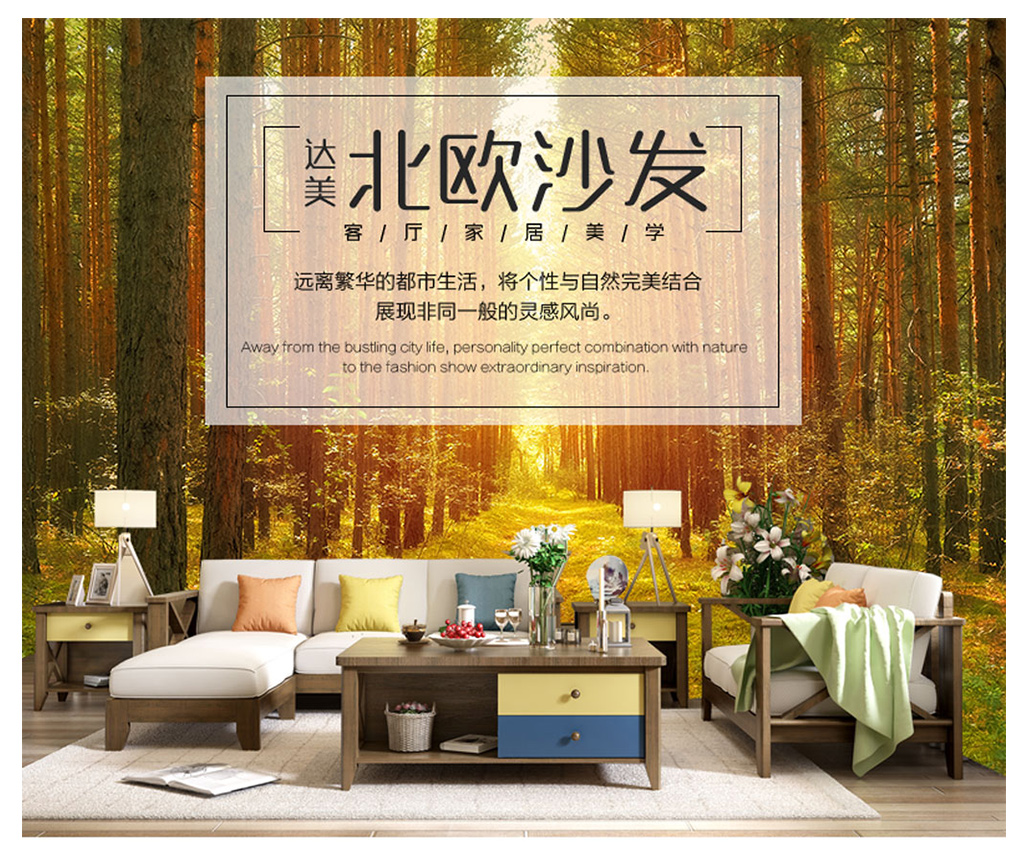 达美
北欧沙发
客/厅/家/居/美/学
远离繁华的都市生活，将个性与自然完美结合
展现非同一般的灵感风尚。
Away from the bustling city life, personality perfect combination with nature
to the fashion show extraordinary inspiration.